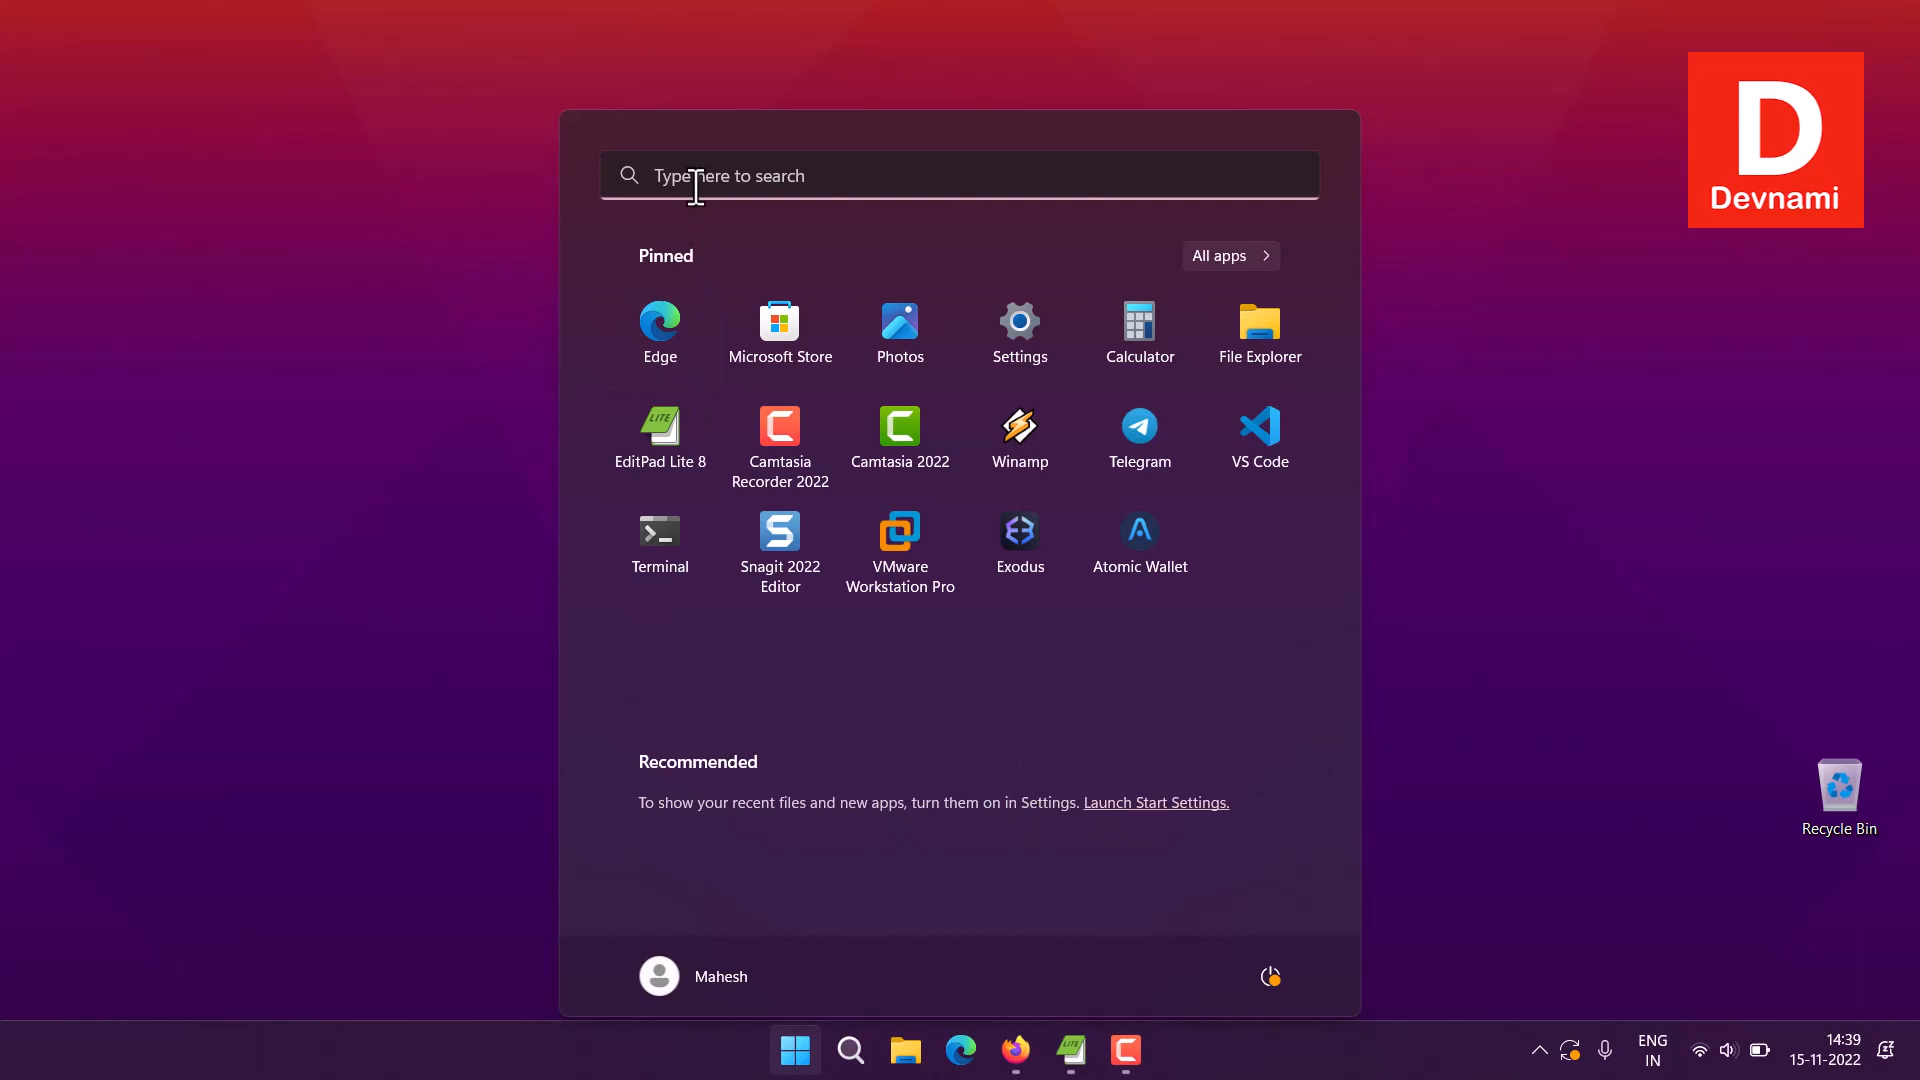 D
Devnami
Type here to search
Pinned
All apps
Edge
Microsoft Store
Photos
Settings
Calculator
File Explorer
LITE
EditPad Lite 8
Camtasia
Recorder 2022
Camtasia 2022
Winamp
Telegram
VS Code
Terminal
Snagit 2022
Editor
VMware
Workstation Pro
Exodus
Atomic Wallet
Recommended
To show your recent files and new apps, turn them on in Settings. Launch Start Settings.
Recycle Bin
Mahesh
LITE
ENG
IN
14:39
15-11-2022